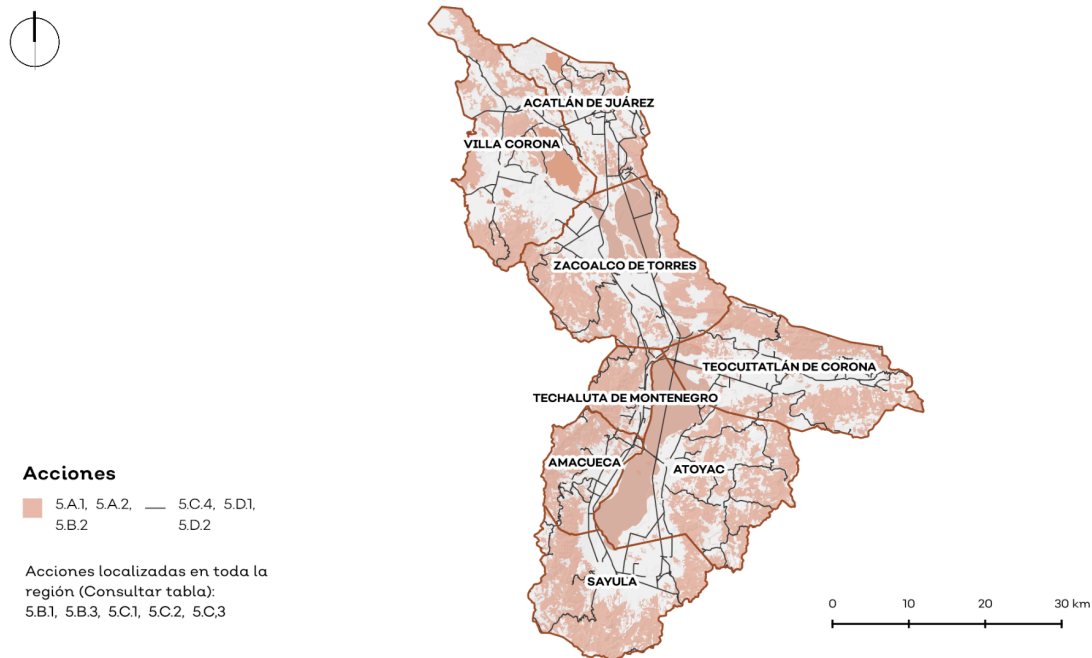 ACATLÁN DE JUÁREZ
VILLA CORONA
ZACOALCO DE TORRES
TEOCUITATLÁN DE CORONA
TECHALUTA DE MONTENEGRO
AMACUECA
ATOYAC
SAYULA
Acciones
5.A.1, 5.A.2,
5.B.2
5.C.4, 5.D.1,
5.D.2
Acciones localizadas en toda la
región (Consultar tabla):
5.B.1, 5.B.3, 5.C.1, 5.C.2, 5.C,3
0 10 20 30 km